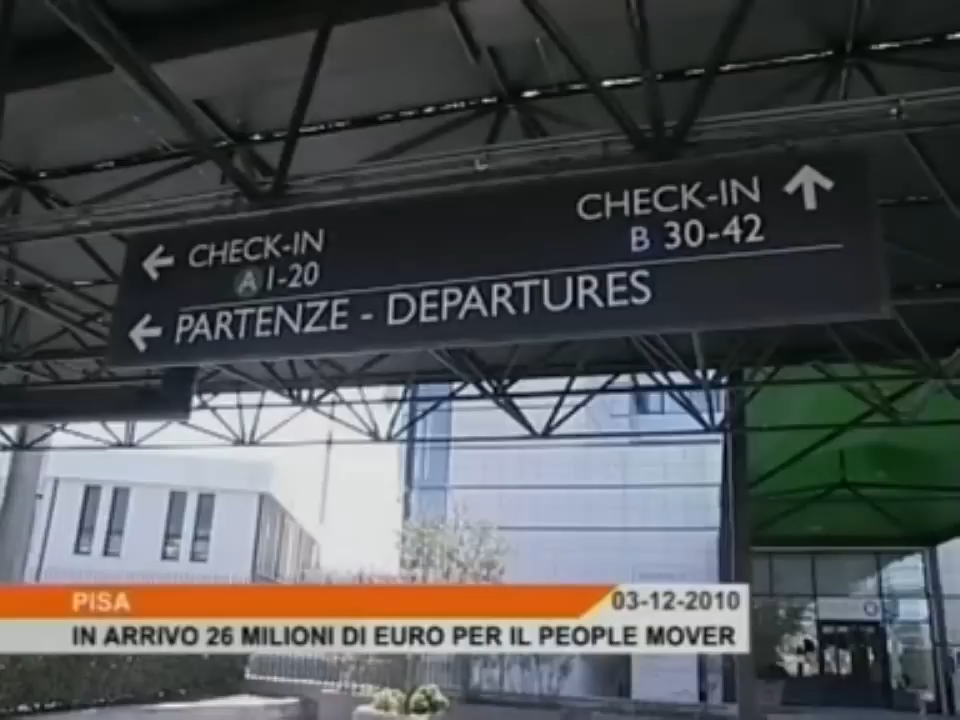 CHECK-IN
A 1-20
CHECK-IN
B 30-42
PARTENZE - DEPARTURES
PISA
03-12-2010
IN ARRIVO 26 MILIONI DI EURO PER IL PEOPLE MOVER